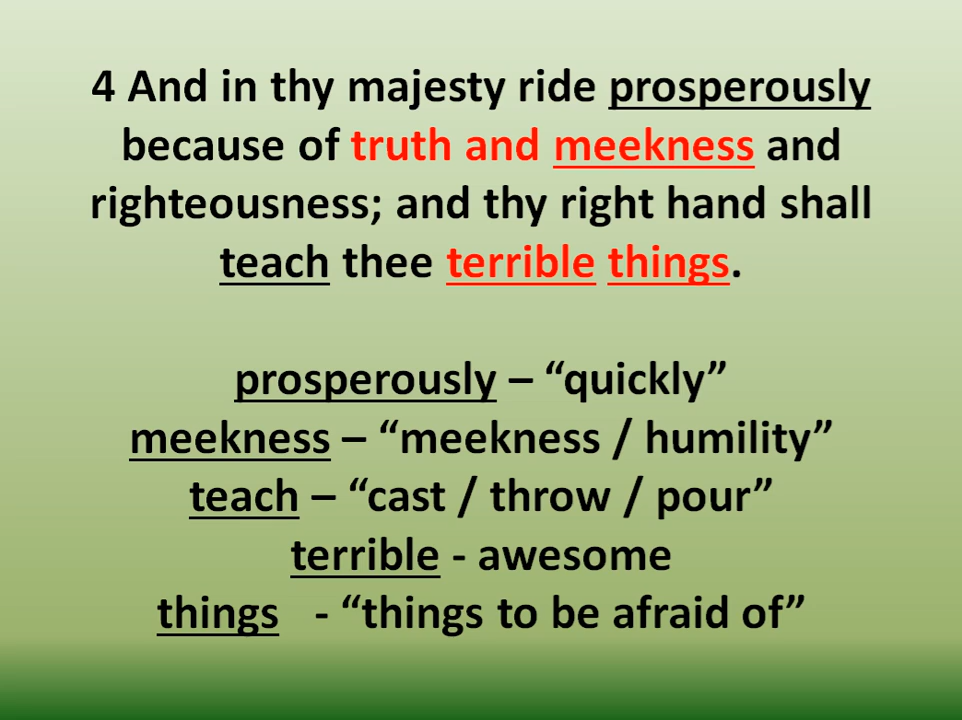 4 And in thy majesty ride prosperously
because of truth and meekness and
righteousness; and thy right hand shall
teach thee terrible things.
prosperously – “quickly”
meekness – “meekness / humility”
teach – “cast / throw / pour”
terrible - awesome
things - “things to be afraid of”